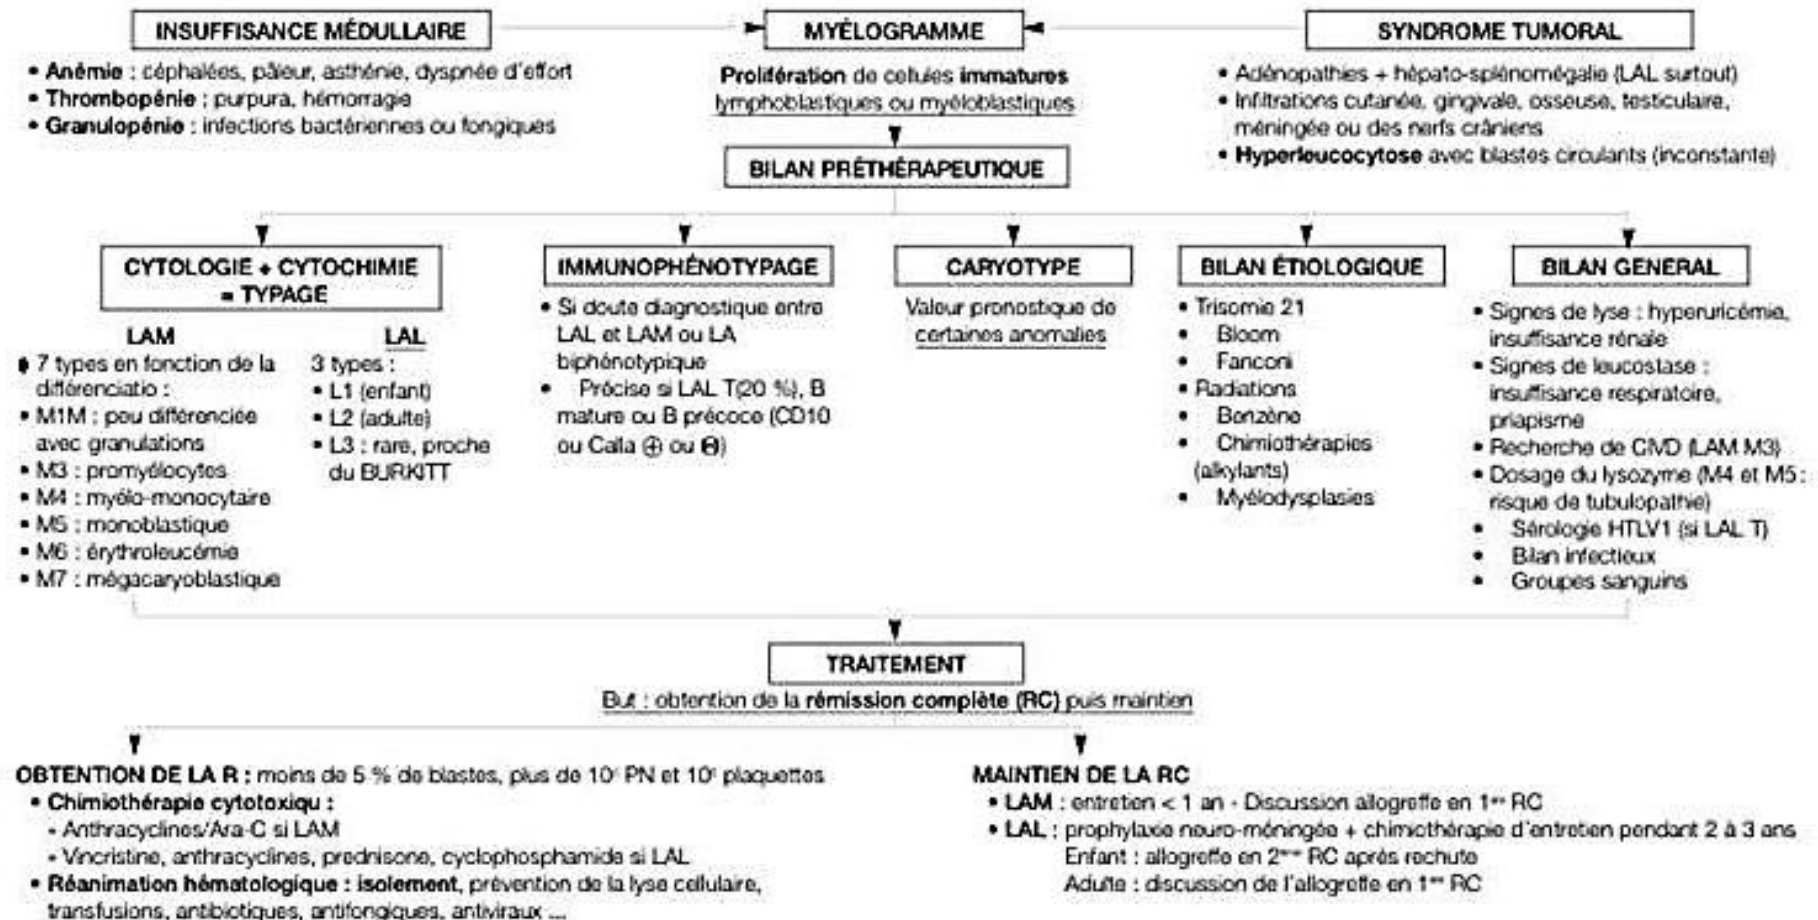 INSUFFISANCE MÉDULLAIRE
• Anémie : céphalées, pâleur, asthénie, dyspnée d'effort
• Thrombopénie : purpura, hémorragie
• Granulopénie : infections bactériennes ou fongiques
MYÉLOGRAMME
Prolifération de cellules immatures
lymphoblastiques ou myéloblastiques
SYNDROME TUMORAL
• Adénopathies + hépato-splénomégalie (LAL surtout)
• Infiltrations cutanée, gingivale, osseuse, testiculaire,
méningée ou des nerfs crâniens
• Hyperleucocytose avec blastes circulants (inconstante)
BILAN PRÉTHÉRAPEUTIQUE
CYTOLOGIE + CYTOCHIMIE
= TYPAGE
LAM
• 7 types en fonction de la
différenciatio :
• M1M : peu différenciée
avec granulations
• M3 : promyélocytes
• M4 : myélo-monocytaire
• M5 : monoblastique
• M6 : érythroleucémie
• M7 : mégacaryoblastique
LAL
3 types :
• L1 (enfant)
• L2 (adulte)
• L3 : rare, proche
du BURKITT
IMMUNOPHÉNOTYPAGE
• Si doute diagnostique entre
LAL et LAM ou LA
biphénotypique
• Précise si LAL T(20 %), B
mature ou B précoce (CD10
ou Calla ⊕ ou ⊖)
CARYOTYPE
Valeur pronostique de
certaines anomalies
BILAN ÉTIOLOGIQUE
• Trisomie 21
• Bloom
• Fanconi
• Radiations
• Benzène
• Chimiothérapies
(alkylants)
• Myélodysplasies
BILAN GENERAL
• Signes de lyse : hyperuricémie,
insuffisance rénale
• Signes de leucostase :
insuffisance respiratoire,
priapisme
• Recherche de CIVD (LAM M3)
• Dosage du lysozyme (M4 et M5 :
risque de tubulopathie)
• Sérologie HTLV1 (si LAL T)
• Bilan infectieux
• Groupes sanguins
TRAITEMENT
But : obtention de la rémission complète (RC) puis maintien
OBTENTION DE LA R : moins de 5 % de blastes, plus de PN et plaquettes
• Chimiothérapie cytotoxiqu :
- Anthracyclines/Ara-C si LAM
- Vincristine, anthracyclines, prednisone, cyclophosphamide si LAL
• Réanimation hématologique : isolement, prévention de la lyse cellulaire,
transfusions, antibiotiques, antifongiques, antiviraux ...
MAINTIEN DE LA RC
• LAM : entretien < 1 an - Discussion allogreffe en 1ère RC
• LAL : prophylaxie neuro-méningée + chimiothérapie d'entretien pendant 2 à 3 ans
Enfant : allogreffe en 2ème RC après rechute
Adulte : discussion de l'allogreffe en 1ère RC